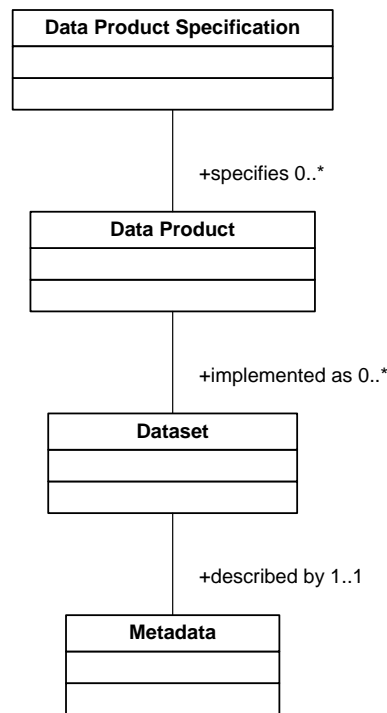 Data Product Specification
+specifies 0..*
Data Product
+implemented as 0..*
Dataset
+described by 1..1
Metadata